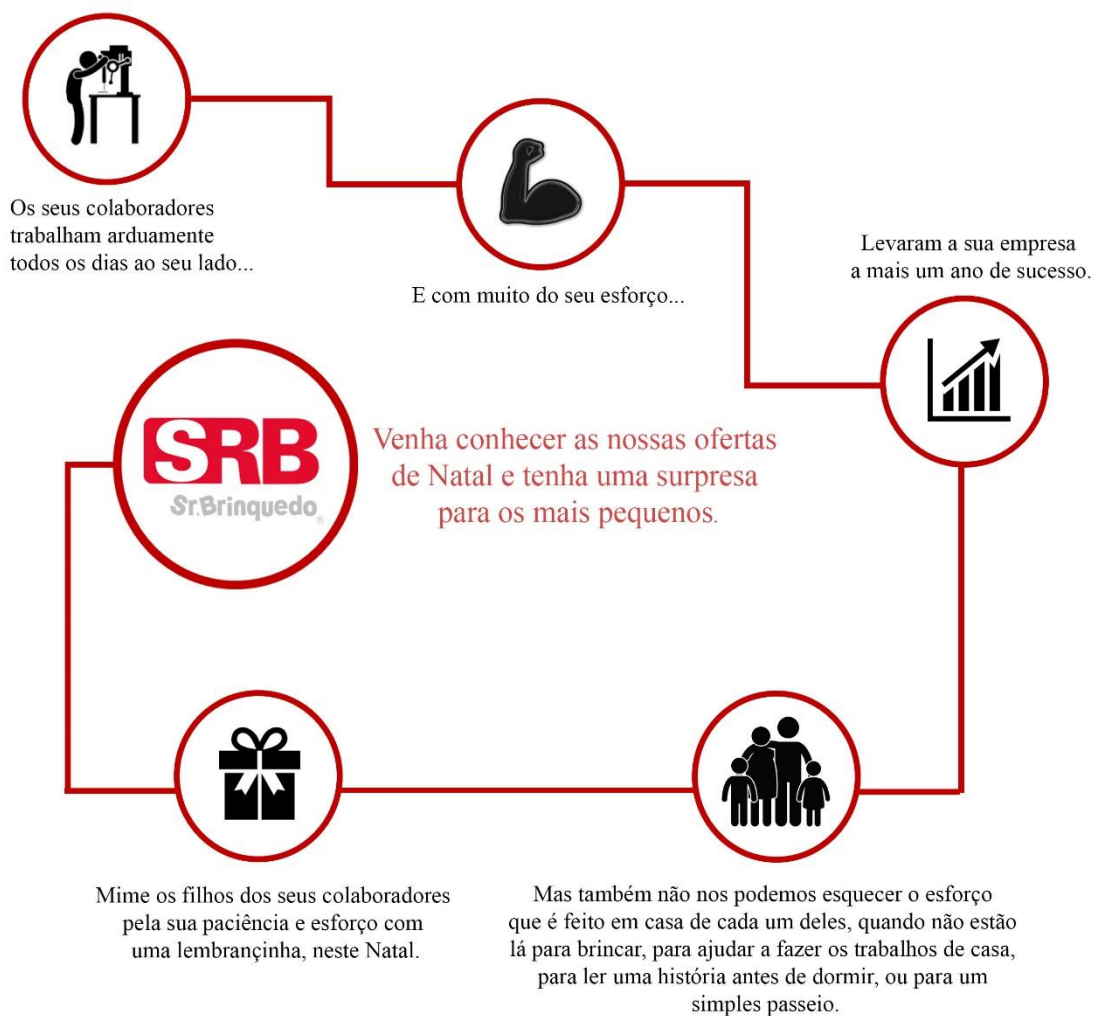 Os seus colaboradores
trabalham arduamente
todos os dias ao seu lado...
E com muito do seu esforço...
Levaram a sua empresa
a mais um ano de sucesso.
Mas também não nos podemos esquecer o esforço
que é feito em casa de cada um deles, quando não estão
lá para brincar, para ajudar a fazer os trabalhos de casa,
para ler uma história antes de dormir, ou para um
simples passeio.
Mime os filhos dos seus colaboradores
pela sua paciência e esforço com
uma lembrançinha, neste Natal.
SRB
Sr.Brinquedo®
Venha conhecer as nossas ofertas
de Natal e tenha uma surpresa
para os mais pequenos.